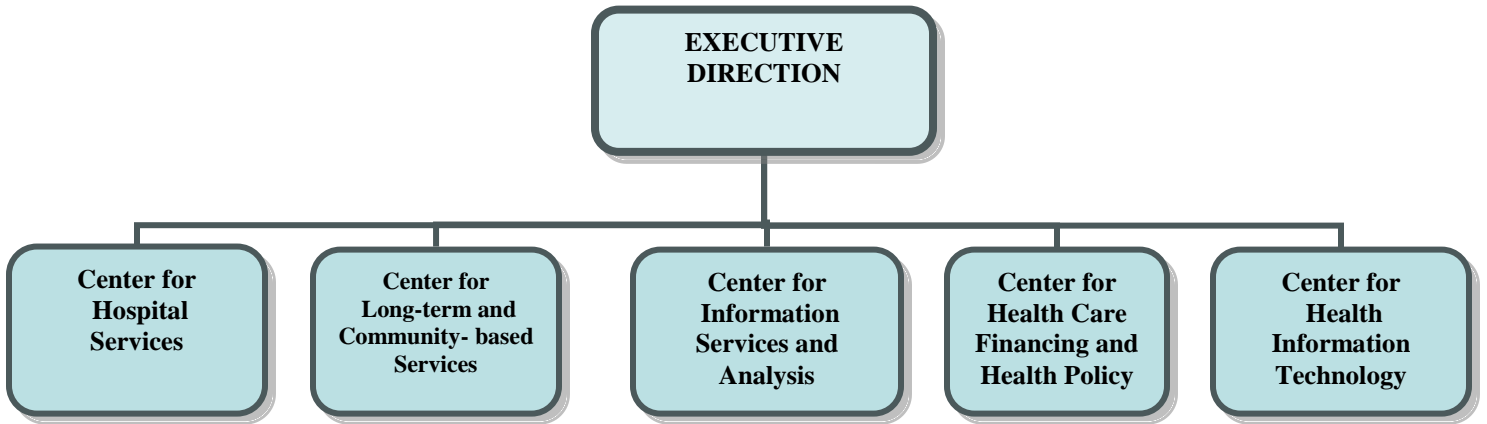 EXECUTIVE
DIRECTION
Center for
Hospital
Services
Center for
Long-term and
Community- based
Services
Center for
Information
Services and
Analysis
Center for
Health Care
Financing and
Health Policy
Center for
Health
Information
Technology